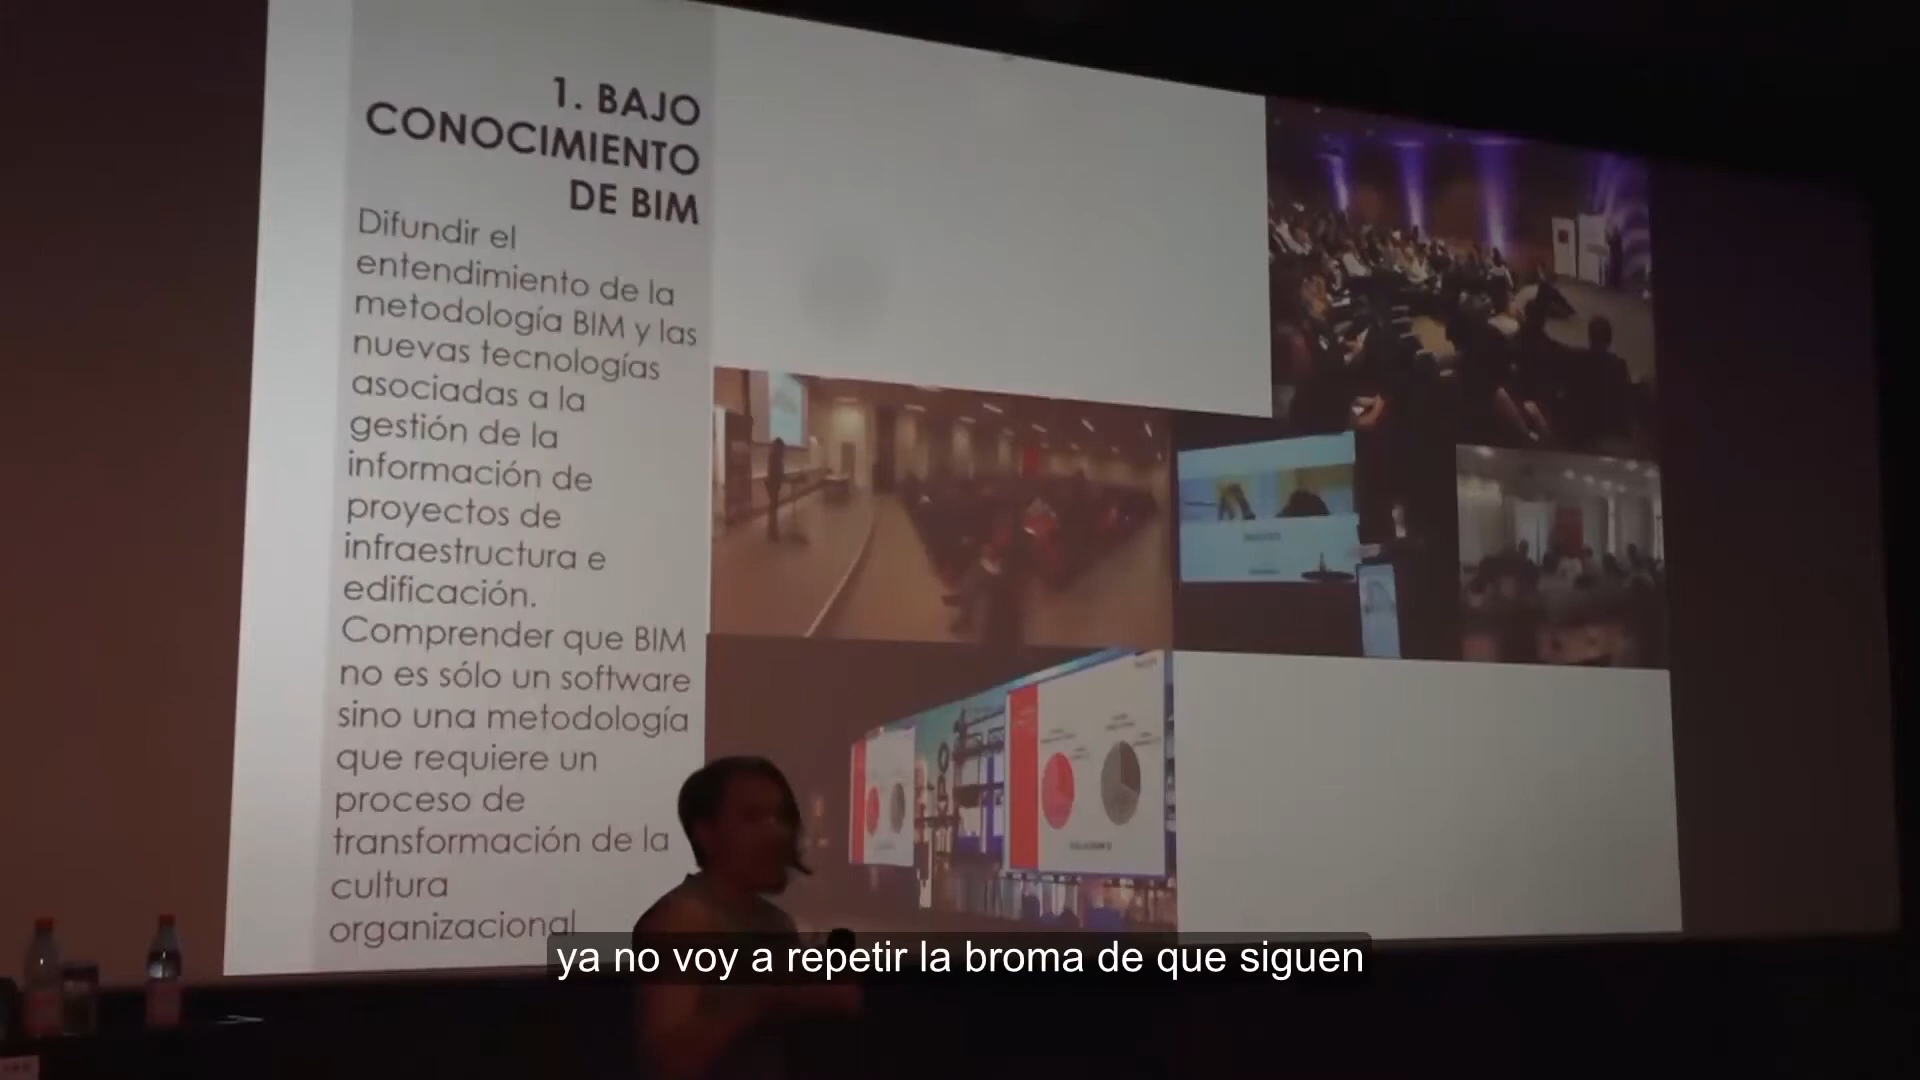 1. BAJO
CONOCIMIENTO
DE BIM
Difundir el
entendimiento de la
metodología BIM y las
nuevas tecnologías
asociadas a la
gestión de la
información de
proyectos de
infraestructura e
edificación.
Comprender que BIM
no es sólo un software
sino una metodología
que requiere un
proceso de
transformación de la
cultura
organizacional
ya no voy a repetir la broma de que siguen